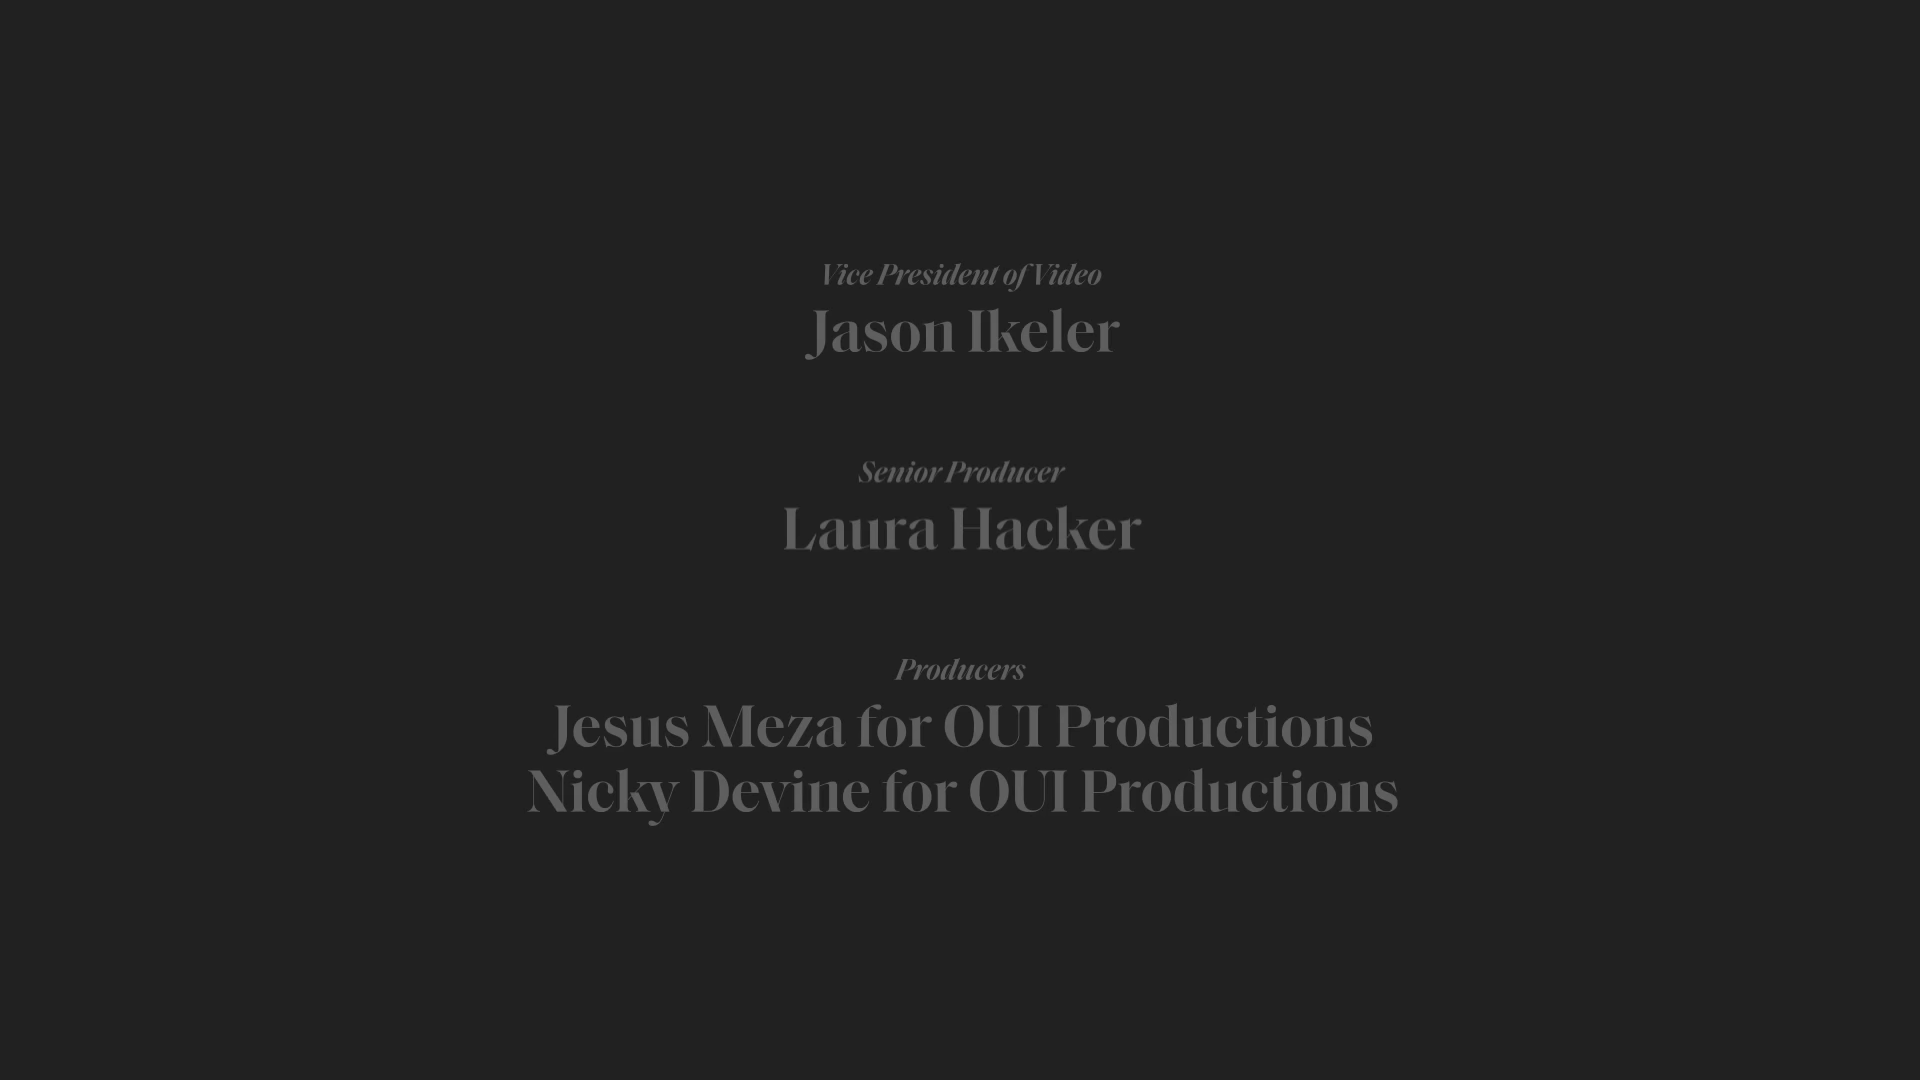 Vice President of Video
Jason Ikeler
Senior Producer
Laura Hacker
Producers
Jesus Meza for OUI Productions
Nicky Devine for OUI Productions